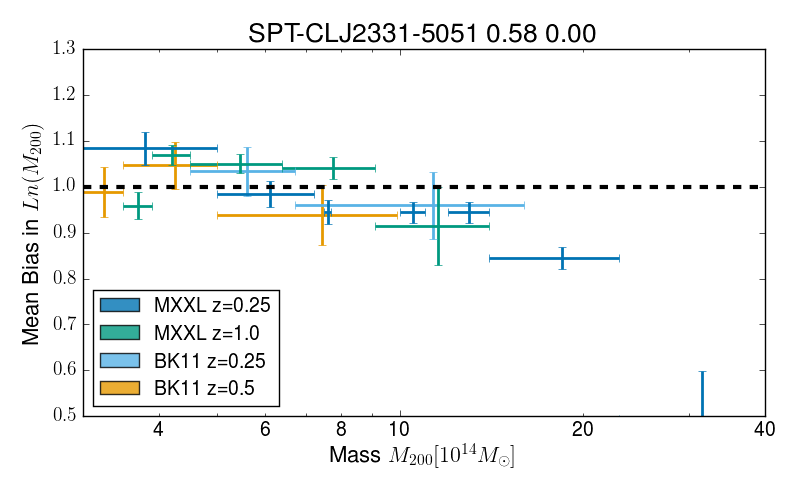 SPT-CLJ2331-5051 0.58 0.00
1.3
1.2
1.1
1.0
0.9
0.8
0.7
0.6
0.5
Mean Bias in Ln(M₂₀₀)
MXXL z=0.25
MXXL z=1.0
BK11 z=0.25
BK11 z=0.5
4 6 8 10 20 40
Mass M₂₀₀[10¹⁴M☉]